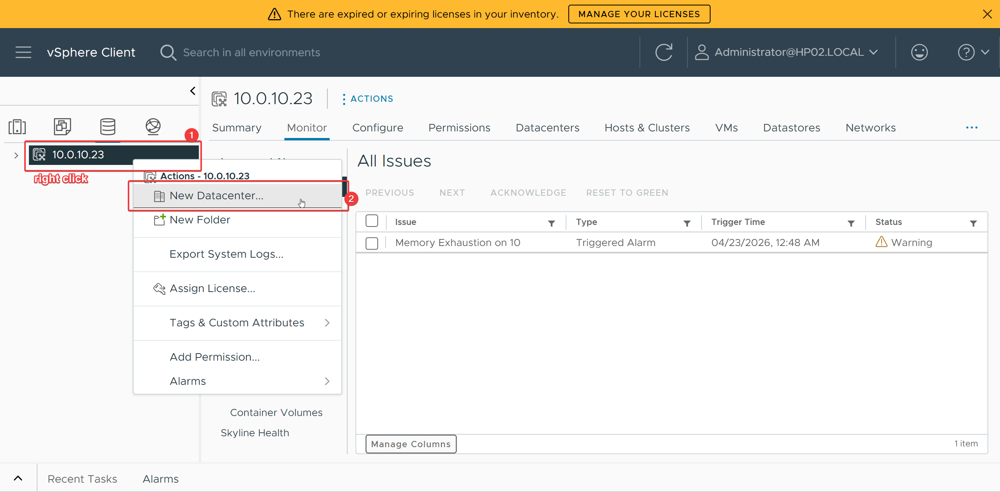 There are expired or expiring licenses in your inventory. MANAGE YOUR LICENSES
vSphere Client Search in all environments Administrator@HP02.LOCAL
10.0.10.23 ACTIONS
Summary Monitor Configure Permissions Datacenters Hosts & Clusters VMs Datastores Networks ...
1
10.0.10.23
right click
Actions - 10.0.10.23
New Datacenter...
2
New Folder
Export System Logs...
Assign License...
Tags & Custom Attributes
Add Permission...
Alarms
Container Volumes
Skyline Health
All Issues
PREVIOUS NEXT ACKNOWLEDGE RESET TO GREEN
Issue Type Trigger Time Status
Memory Exhaustion on 10 Triggered Alarm 04/23/2026, 12:48 AM Warning
Manage Columns 1 item
Recent Tasks Alarms